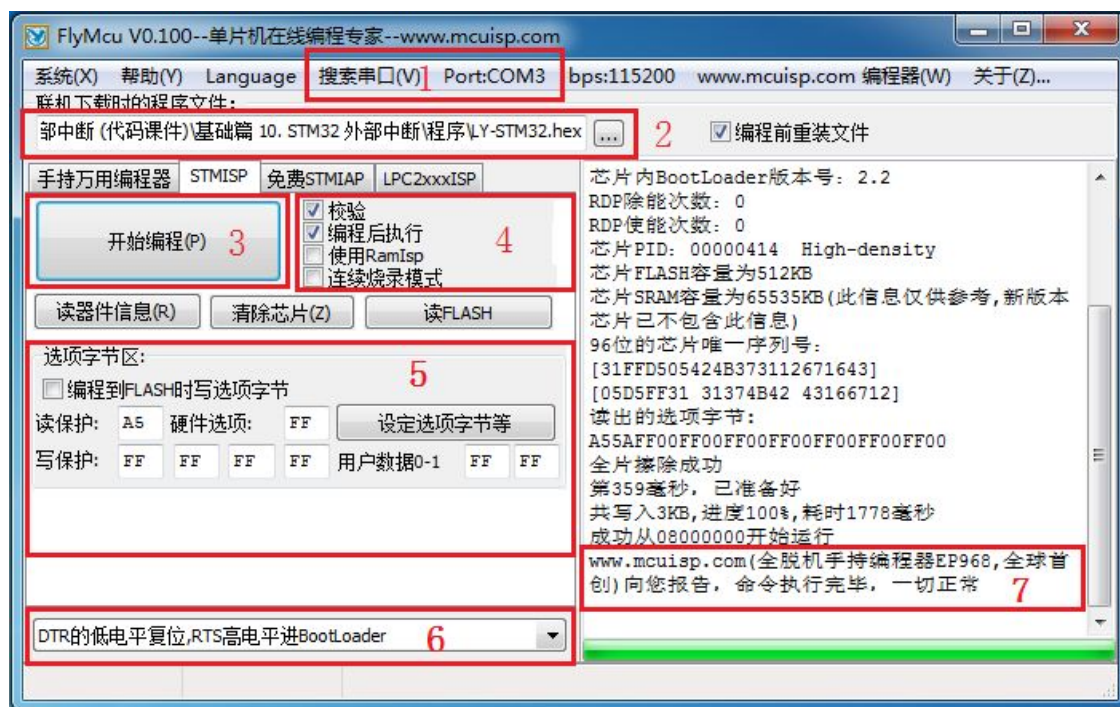 FlyMcu V0.100--单片机在线编程专家--www.mcuisp.com
系统(X) 帮助(Y) Language 搜素串口(V) Port:COM3 bps:115200 www.mcuisp.com 编程器(W) 关于(Z)...
1
联机下载时的程序文件:
部中断 (代码课件)\基础篇 10. STM32 外部中断\程序\LY-STM32.hex ... 2 编程前重装文件
手持万用编程器 STMISP 免费STMIAP LPC2xxxISP
开始编程(P) 3
校验
编程后执行
使用RamIsp
连续烧录模式
4
读器件信息(R) 清除芯片(Z) 读FLASH
选项字节区:
5
编程到FLASH时写选项字节
读保护: A5 硬件选项: FF 设定选项字节等
写保护: FF FF FF FF 用户数据0-1 FF FF
DTR的低电平复位,RTS高电平进BootLoader 6
芯片内BootLoader版本号: 2.2
RDP除能次数: 0
RDP使能次数: 0
芯片PID: 00000414 High-density
芯片FLASH容量为512KB
芯片SRAM容量为65535KB(此信息仅供参考,新版本
芯片已不包含此信息)
96位的芯片唯一序列号:
[31FFD505424B373112671643]
[05D5FF31 31374B42 43166712]
读出的选项字节:
A55AFF00FF00FF00FF00FF00FF00FF00
全片擦除成功
第359毫秒, 已准备好
共写入3KB,进度100%,耗时1778毫秒
成功从08000000开始运行
www.mcuisp.com(全脱机手持编程器EP968,全球首
创)向您报告, 命令执行完毕, 一切正常 7